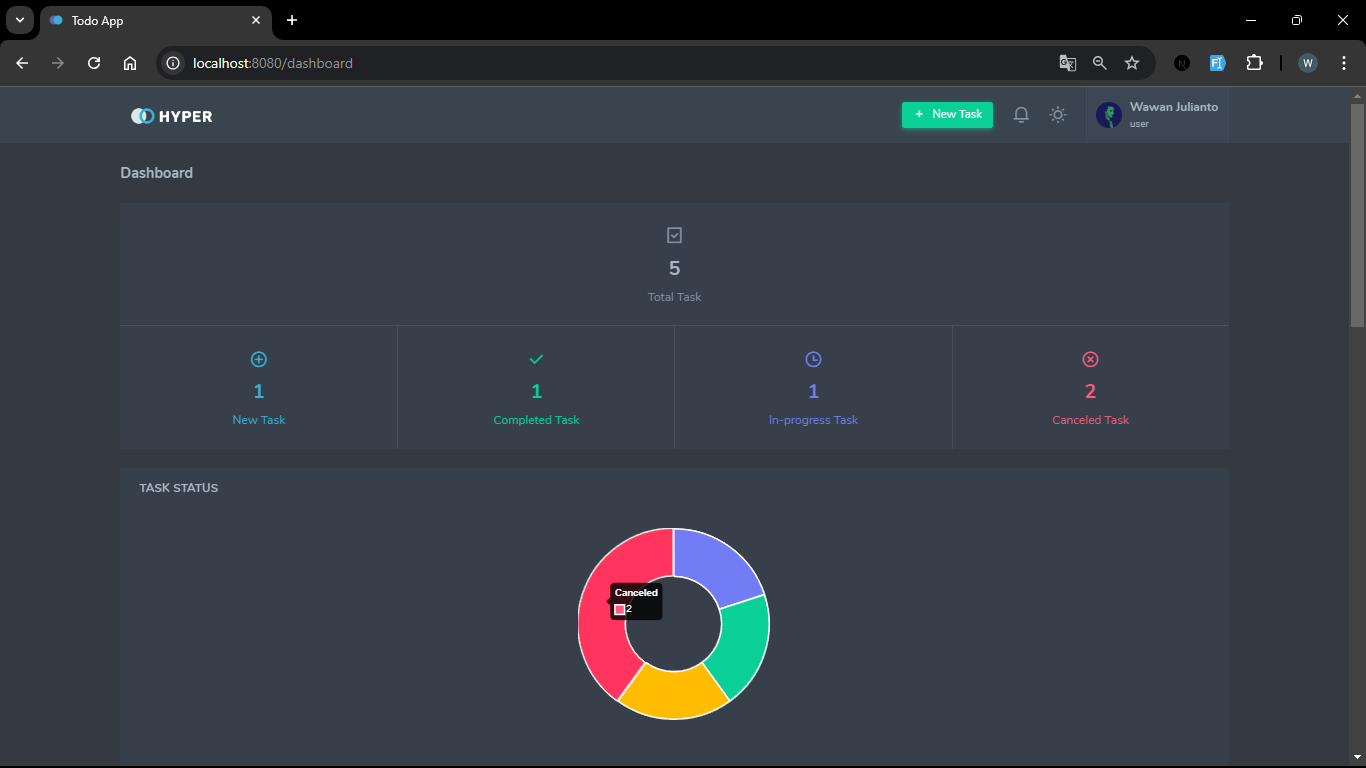 Todo App
localhost:8080/dashboard
W
HYPER
+ New Task
Wawan Julianto
user
Dashboard
5
Total Task
1
New Task
1
Completed Task
1
In-progress Task
2
Canceled Task
TASK STATUS
Canceled
2